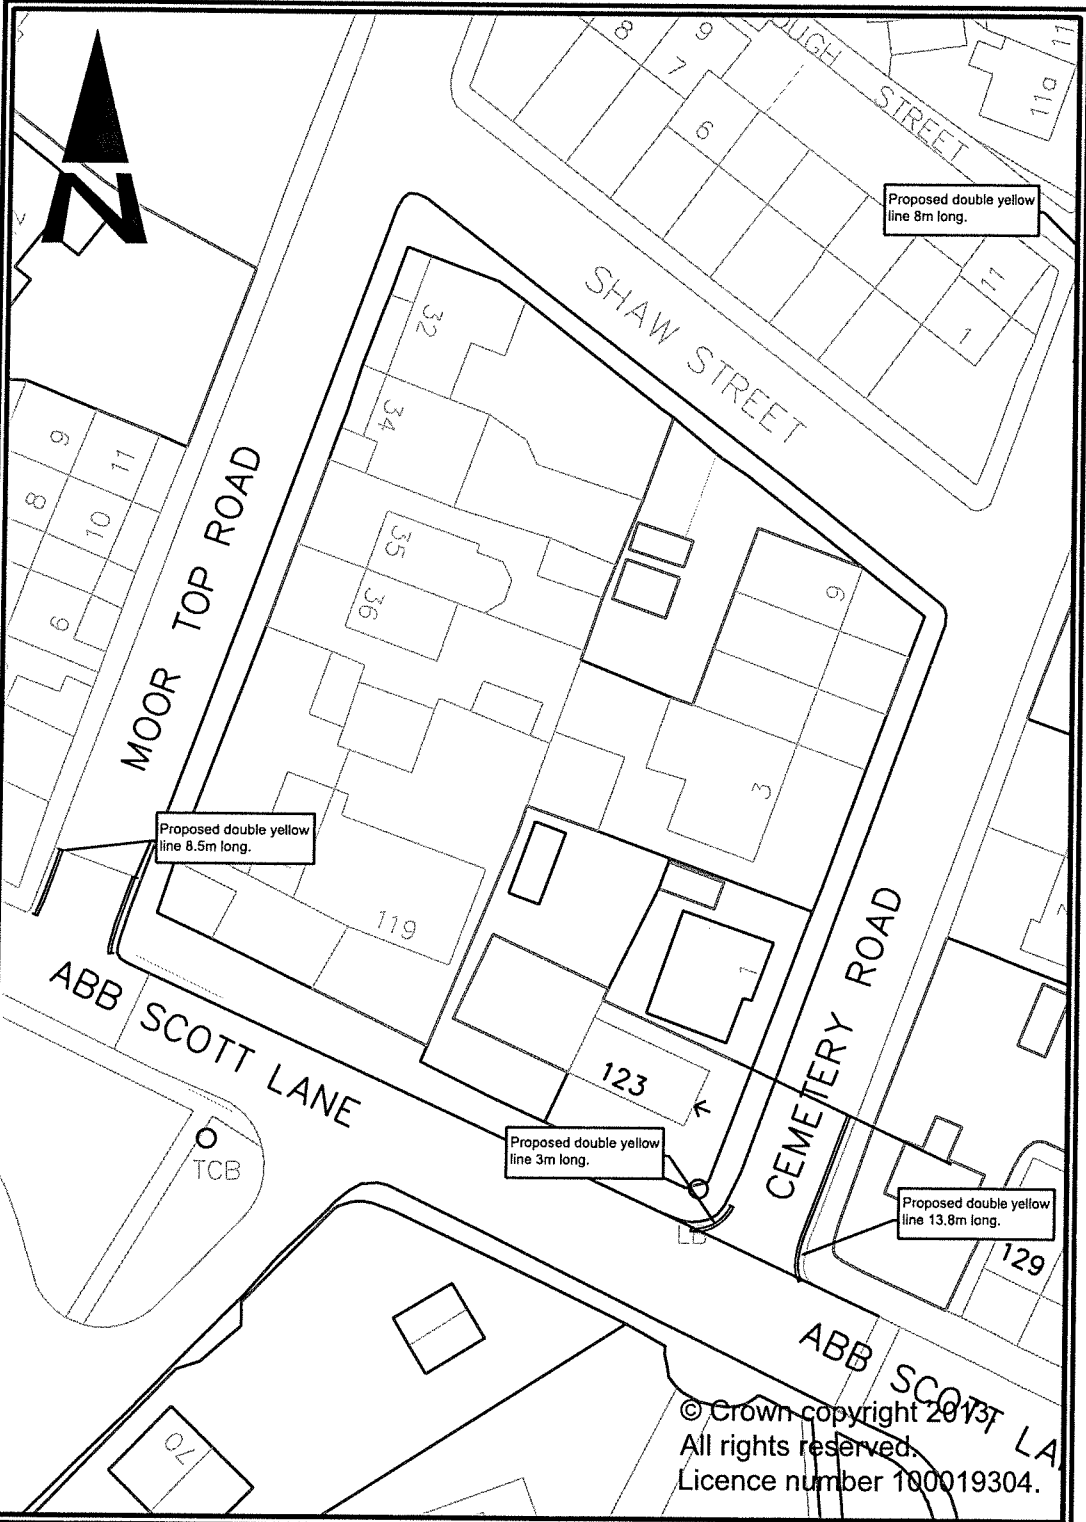 N
8
9
7
6
OUGH STREET
11
11a
Proposed double yellow
line 8m long.
11
1
SHAW STREET
32
34
35
36
6
3
1
9
11
8
10
9
MOOR TOP ROAD
Proposed double yellow
line 8.5m long.
119
ABB SCOTT LANE
TCB
123
CEMETERY ROAD
Proposed double yellow
line 3m long.
LB
Proposed double yellow
line 13.8m long.
129
70
ABB SCOTT LA
© Crown copyright 2013.
All rights reserved.
Licence number 100019304.